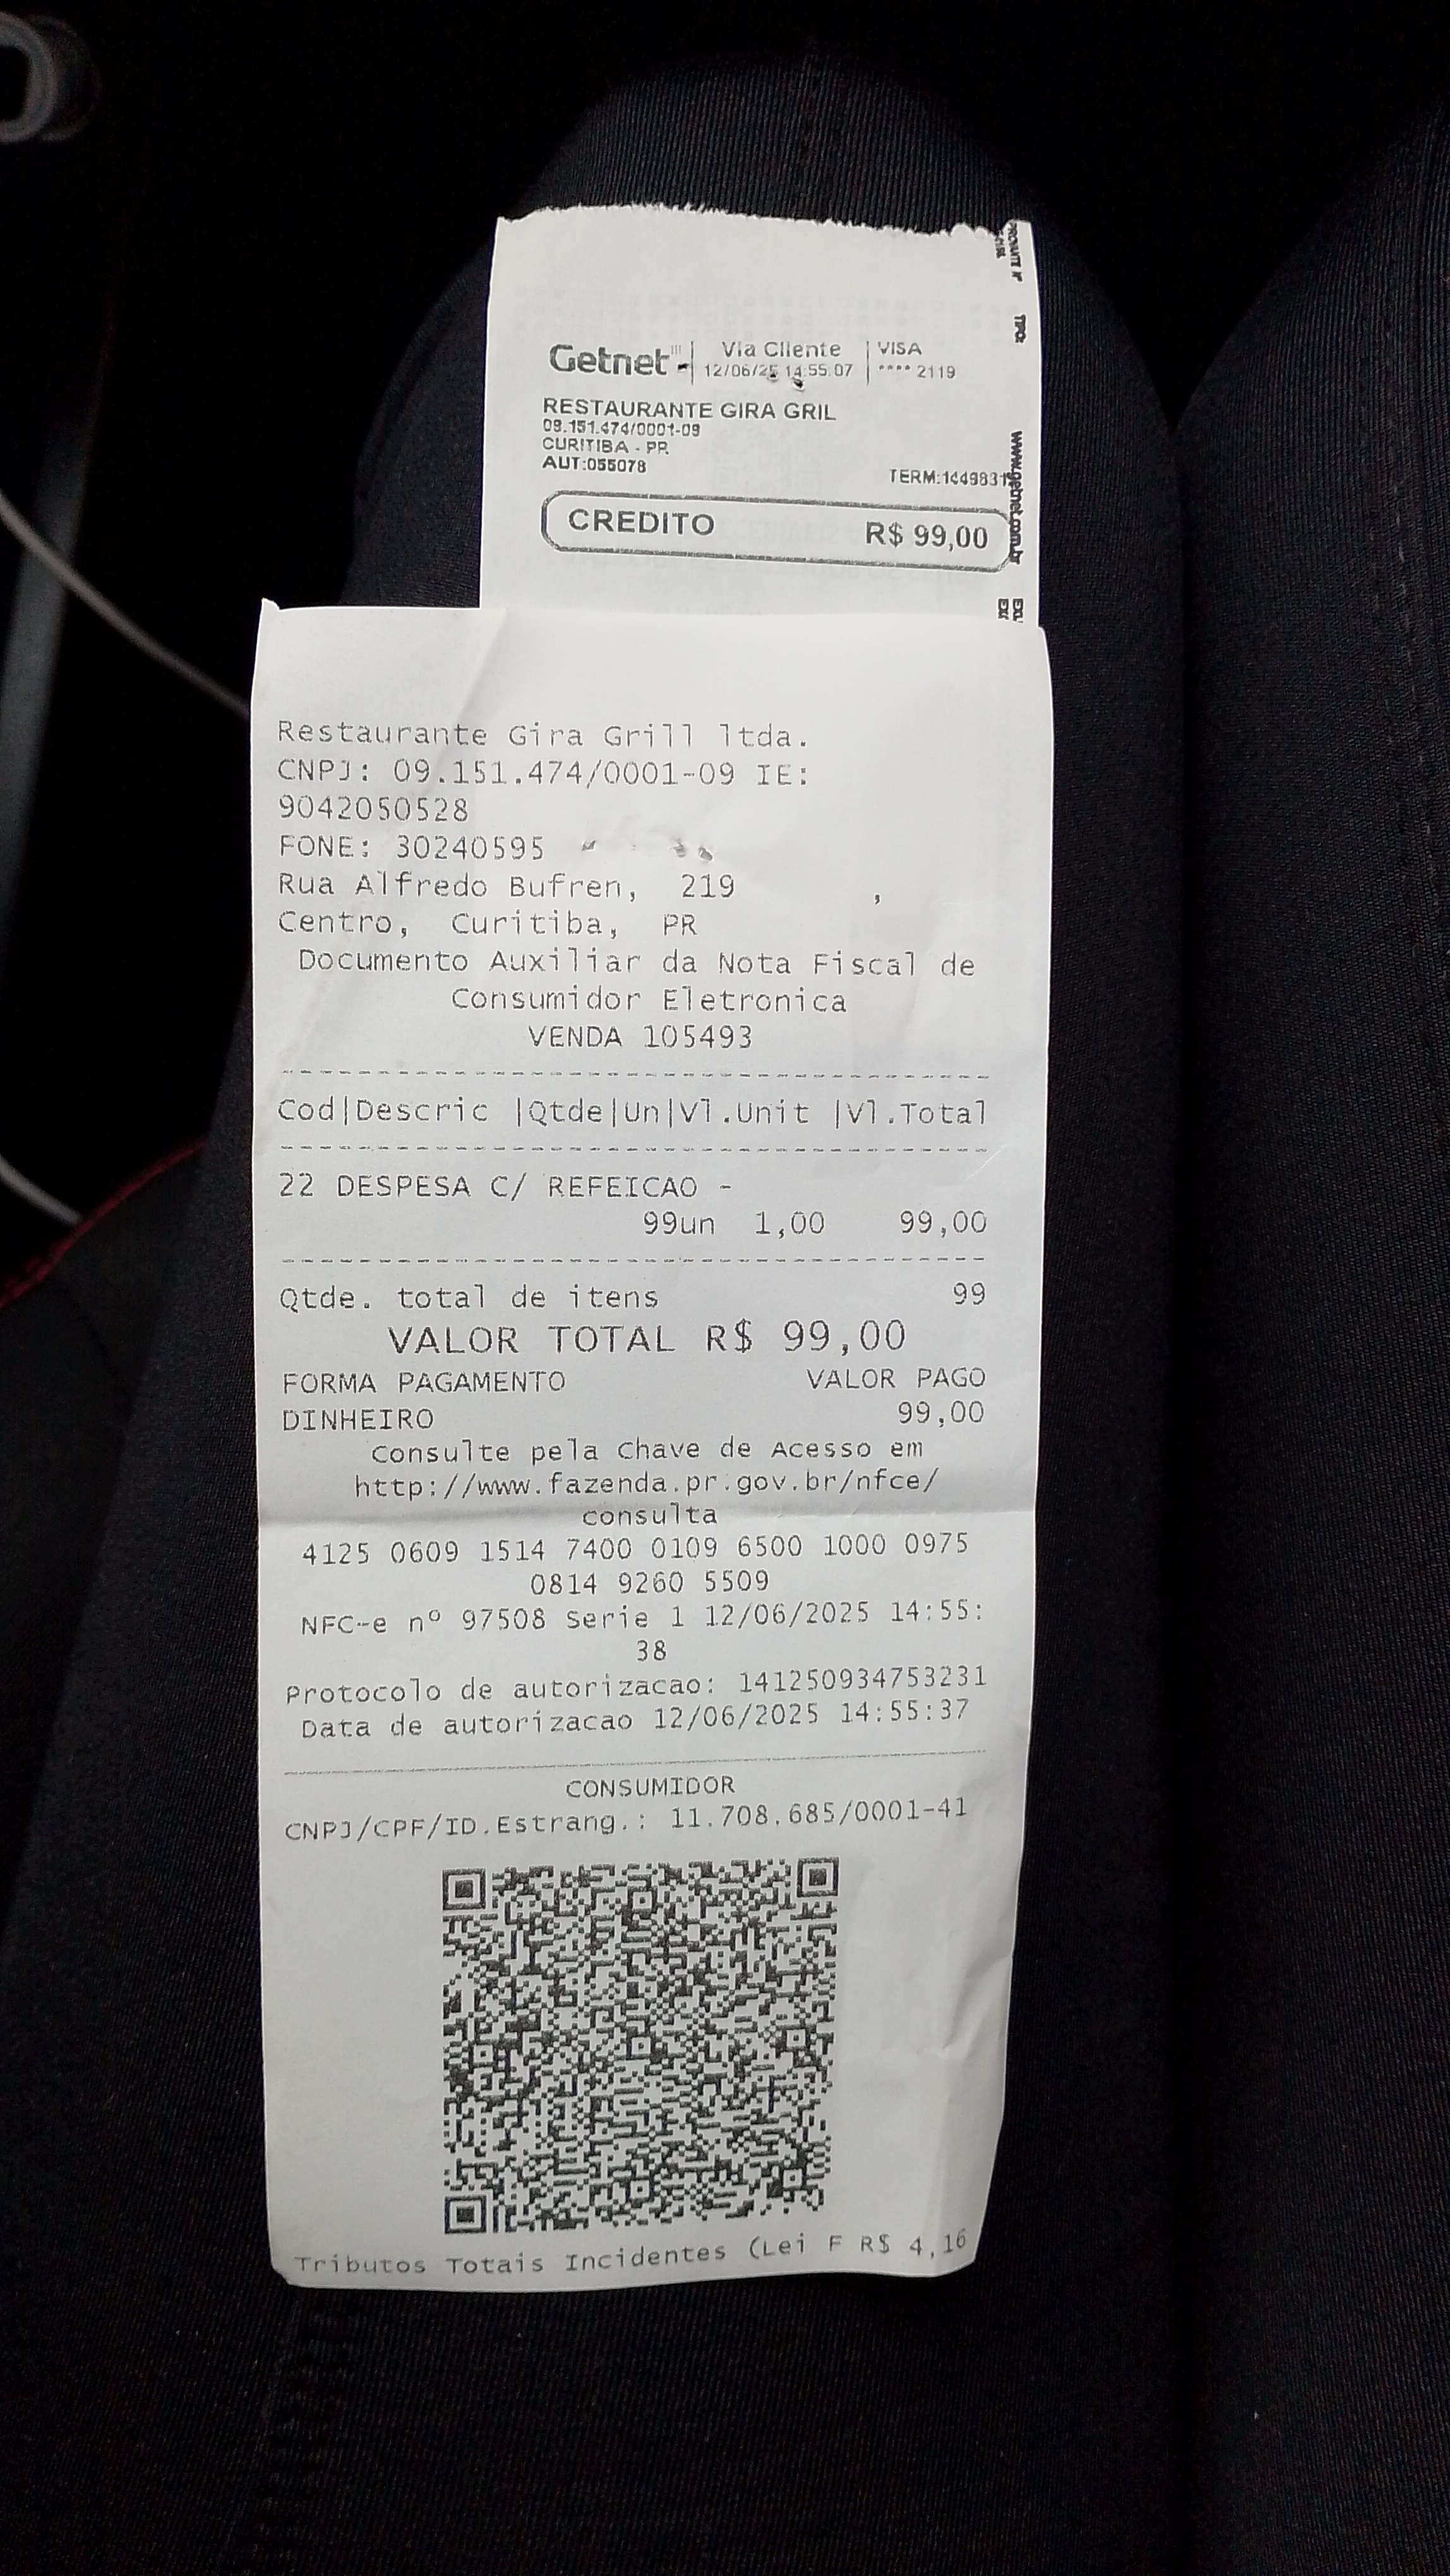 Getnet
Via Cliente
12/06/25 14:55:07
VISA
**** 2119
RESTAURANTE GIRA GRIL
09.151.474/0001-09
CURITIBA - PR
AUT:055078
TERM:1449831
CREDITO R$ 99,00
www.getnet.com.br
TIPO:
Restaurante Gira Grill ltda.
CNPJ: 09.151.474/0001-09 IE:
9042050528
FONE: 30240595
Rua Alfredo Bufren, 219 ,
Centro, Curitiba, PR
Documento Auxiliar da Nota Fiscal de
Consumidor Eletronica
VENDA 105493
Cod|Descric |Qtde|Un|Vl.Unit |Vl.Total
22 DESPESA C/ REFEICAO -
99un 1,00 99,00
Qtde. total de itens 99
VALOR TOTAL R$ 99,00
FORMA PAGAMENTO VALOR PAGO
DINHEIRO 99,00
Consulte pela Chave de Acesso em
http://www.fazenda.pr.gov.br/nfce/
consulta
4125 0609 1514 7400 0109 6500 1000 0975
0814 9260 5509
NFC-e nº 97508 Serie 1 12/06/2025 14:55:
38
Protocolo de autorizacao: 141250934753231
Data de autorizacao 12/06/2025 14:55:37
CONSUMIDOR
CNPJ/CPF/ID.Estrang.: 11.708.685/0001-41
Tributos Totais Incidentes (Lei F R$ 4,16